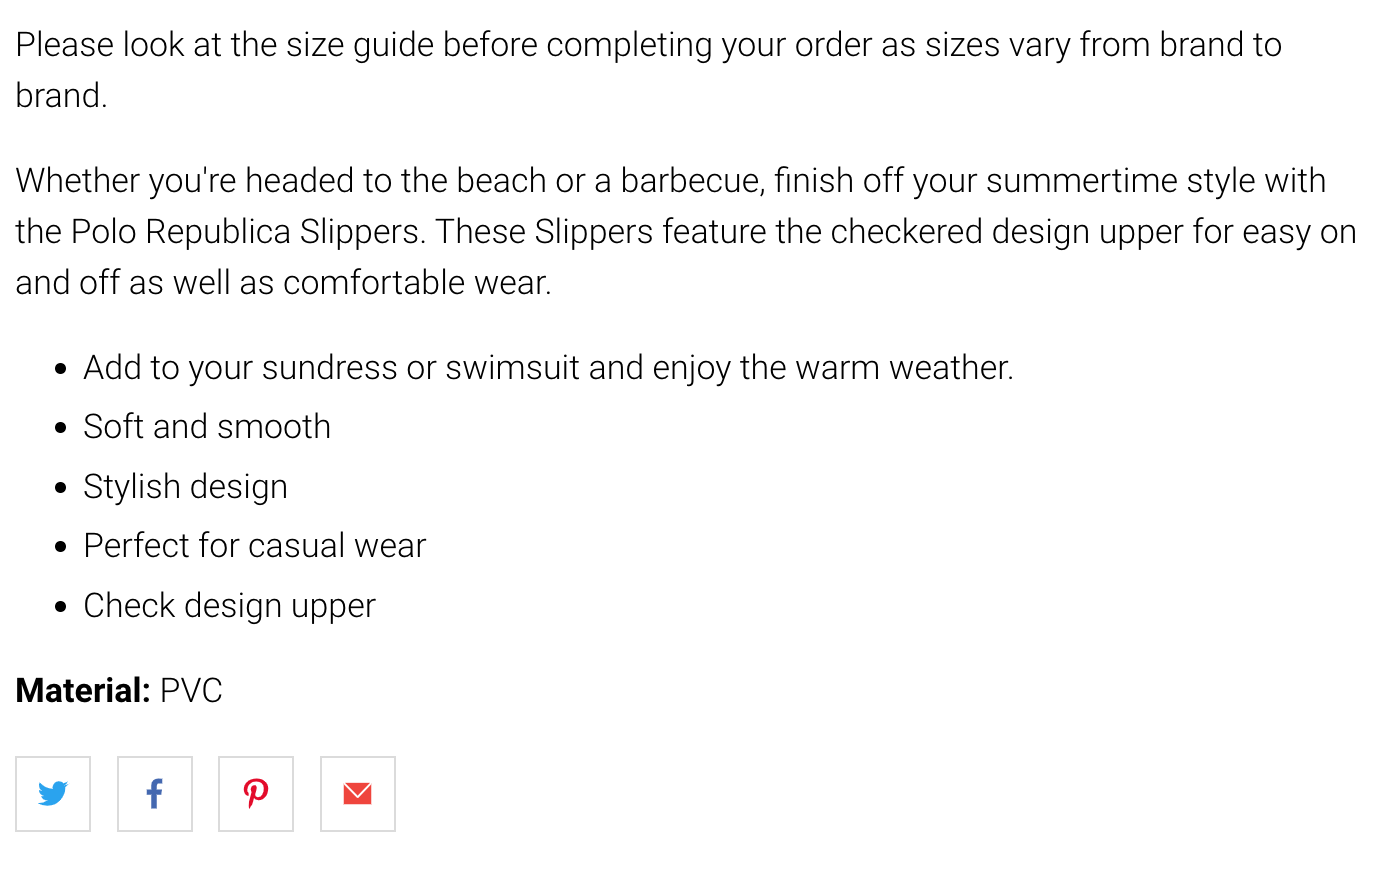 Please look at the size guide before completing your order as sizes vary from brand to
brand.
Whether you're headed to the beach or a barbecue, finish off your summertime style with
the Polo Republica Slippers. These Slippers feature the checkered design upper for easy on
and off as well as comfortable wear.
• Add to your sundress or swimsuit and enjoy the warm weather.
• Soft and smooth
• Stylish design
• Perfect for casual wear
• Check design upper
Material: PVC